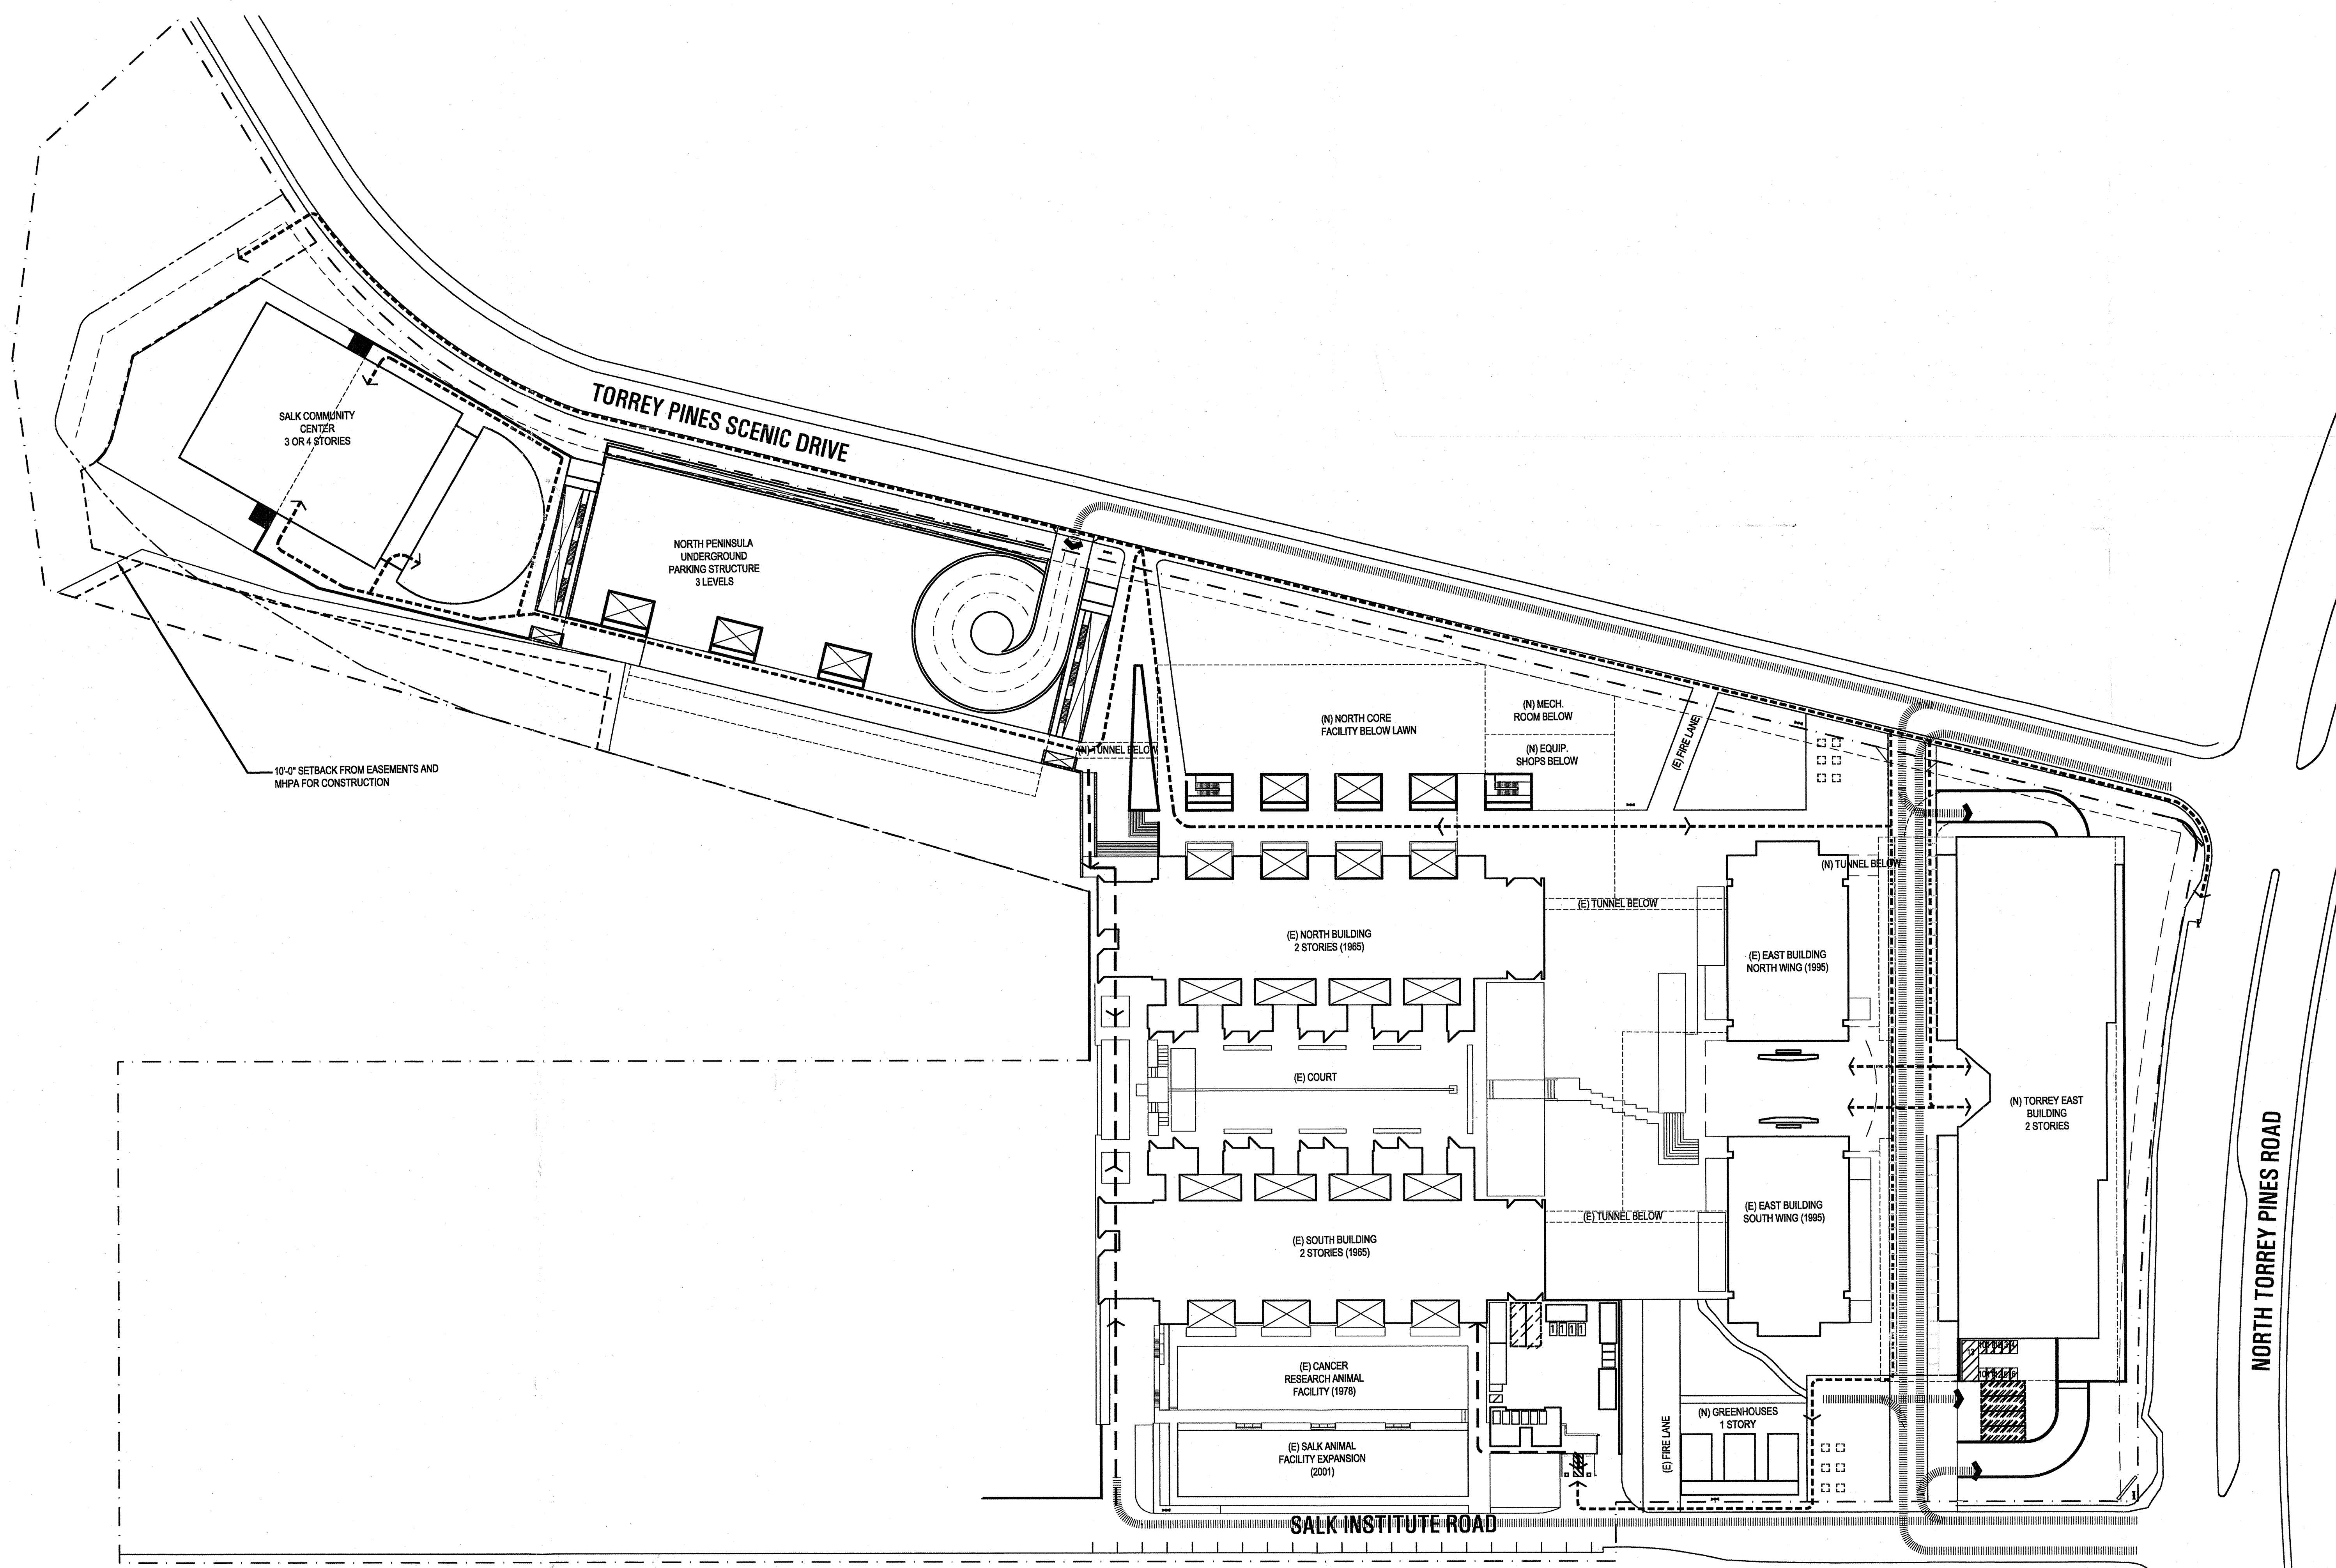 TORREY PINES SCENIC DRIVE
SALK COMMUNITY
CENTER
3 OR 4 STORIES
NORTH PENINSULA
UNDERGROUND
PARKING STRUCTURE
3 LEVELS
10'-0" SETBACK FROM EASEMENTS AND
MHPA FOR CONSTRUCTION
(N) TUNNEL BELOW
(N) NORTH CORE
FACILITY BELOW LAWN
(N) MECH.
ROOM BELOW
(N) EQUIP.
SHOPS BELOW
(E) FIRE LANE
(N) TUNNEL BELOW
(E) TUNNEL BELOW
(E) NORTH BUILDING
2 STORIES (1965)
(E) EAST BUILDING
NORTH WING (1995)
(E) COURT
(N) TORREY EAST
BUILDING
2 STORIES
NORTH TORREY PINES ROAD
(E) EAST BUILDING
SOUTH WING (1995)
(E) TUNNEL BELOW
(E) SOUTH BUILDING
2 STORIES (1965)
1 1 1 1
13
(E) CANCER
RESEARCH ANIMAL
FACILITY (1978)
(N) GREENHOUSES
1 STORY
(E) FIRE LANE
(E) SALK ANIMAL
FACILITY EXPANSION
(2001)
SALK INSTITUTE ROAD